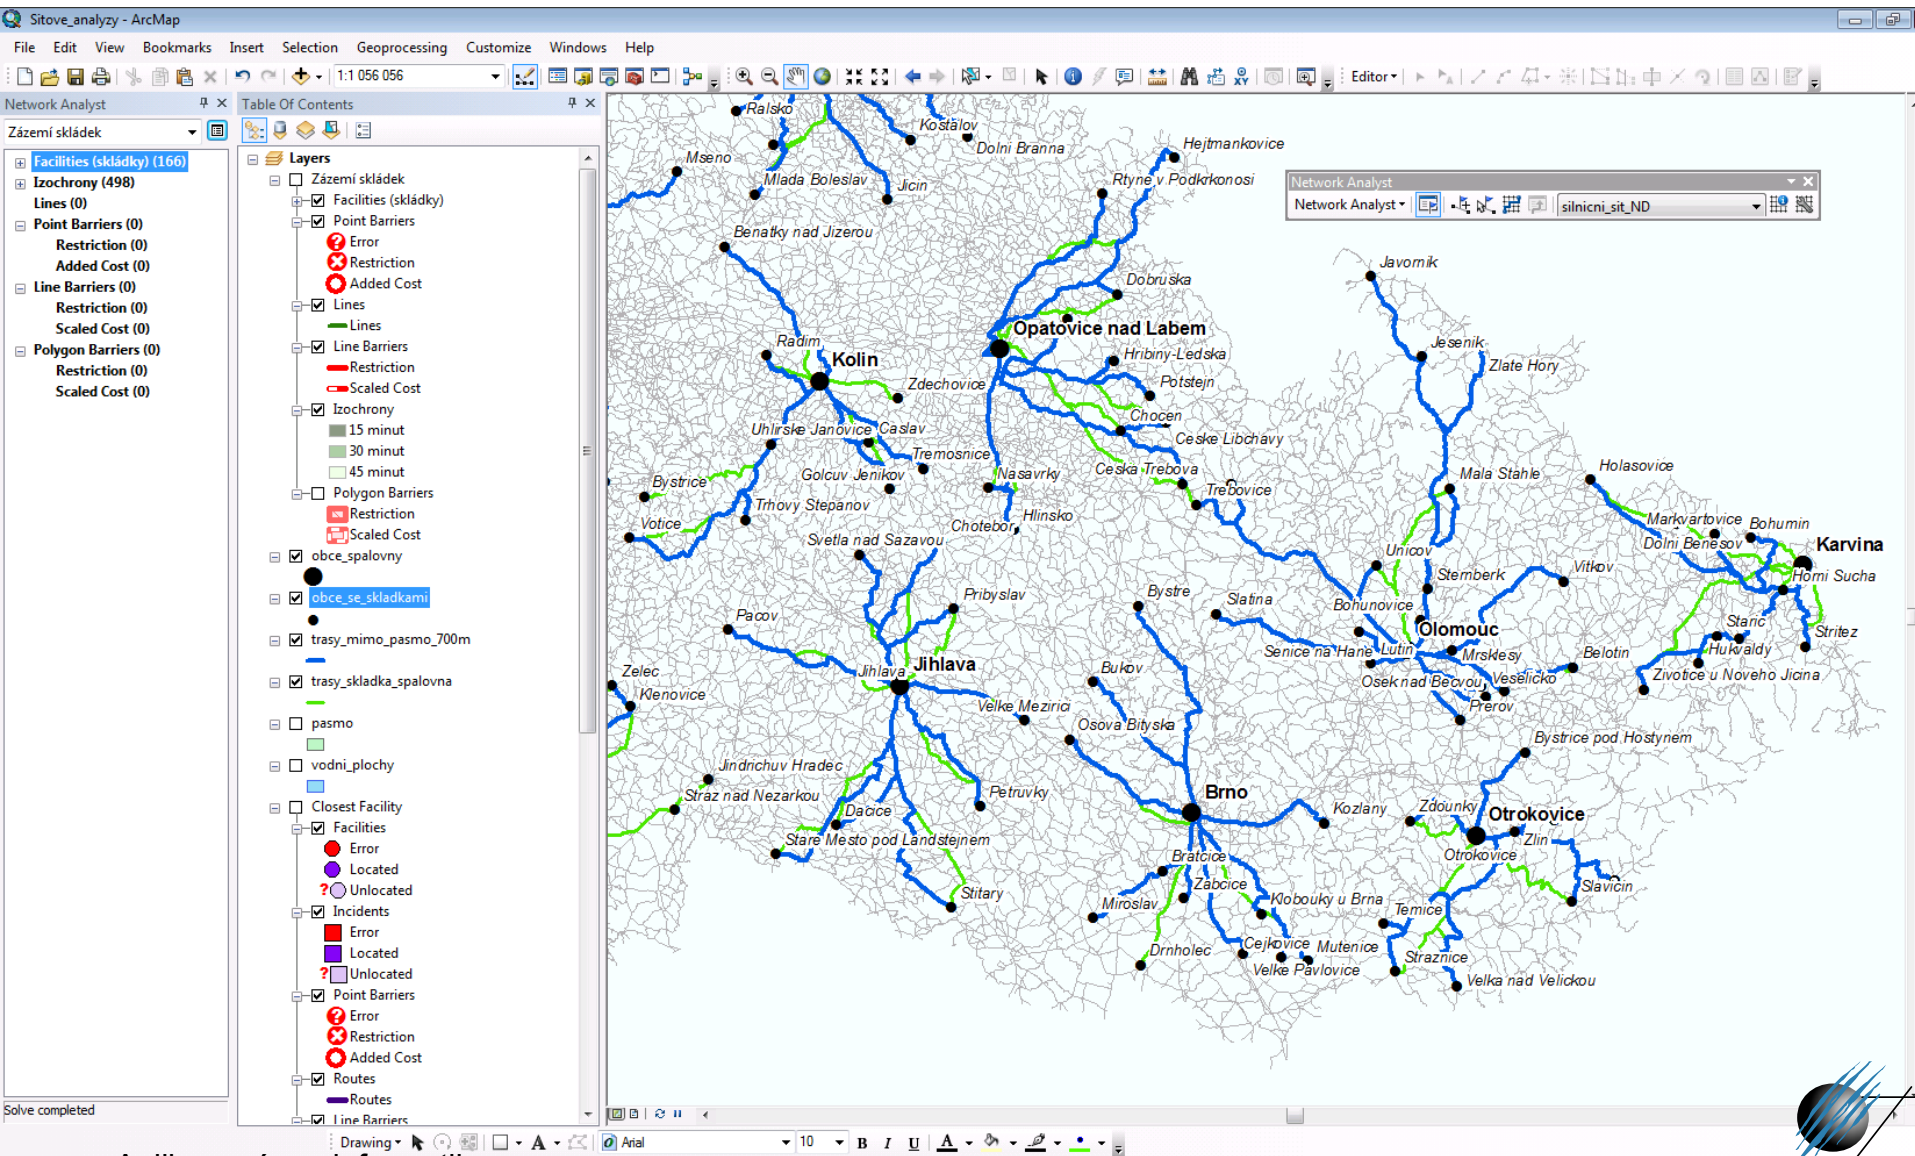 Sitove_analyzy - ArcMap
File Edit View Bookmarks Insert Selection Geoprocessing Customize Windows Help
1:1 056 056
Editor
Network Analyst
Zázemí skládek
Facilities (skládky) (166)
Izochrony (498)
Lines (0)
Point Barriers (0)
Restriction (0)
Added Cost (0)
Line Barriers (0)
Restriction (0)
Scaled Cost (0)
Polygon Barriers (0)
Restriction (0)
Scaled Cost (0)
Solve completed
Table Of Contents
Layers
Zázemí skládek
Facilities (skládky)
Point Barriers
Error
Restriction
Added Cost
Lines
Lines
Line Barriers
Restriction
Scaled Cost
Izochrony
15 minut
30 minut
45 minut
Polygon Barriers
Restriction
Scaled Cost
obce_spalovny
obce_se_skladkami
trasy_mimo_pasmo_700m
trasy_skladka_spalovna
pasmo
vodni_plochy
Closest Facility
Facilities
Error
Located
Unlocated
Incidents
Error
Located
Unlocated
Point Barriers
Error
Restriction
Added Cost
Routes
Routes
Line Barriers
Network Analyst
Network Analyst
silnicni_sit_ND
Ralsko
Kostalov
Dolni Branna
Hejtmankovice
Mseno
Mlada Boleslav
Jicin
Rtyne v Podkrkonosi
Benatky nad Jizerou
Javornik
Dobruska
Opatovice nad Labem
Radim
Kolin
Hribiny-Ledska
Jesenik
Zlate Hory
Zdechovice
Potstejn
Chocen
Uhlirske Janovice
Caslav
Ceske Libchavy
Tremosnice
Golcuv Jenikov
Nasavrky
Ceska Trebova
Mala Stahle
Holasovice
Bystrice
Trebovice
Trhovy Stepanov
Votice
Hlinsko
Chotebor
Markvartovice
Bohumin
Svetla nad Sazavou
Dolni Benesov
Karvina
Unicov
Horni Sucha
Sternberk
Vitkov
Pribyslav
Bystre
Slatina
Bohunovice
Pacov
Olomouc
Staric
Stritez
Senice na Hane
Lutin
Mrsklesy
Belotin
Hukvaldy
Zelec
Jihlava
Jihlava
Bukov
Osek nad Becvou
Veselicko
Zivotice u Noveho Jicina
Klenovice
Velke Mezirici
Prerov
Osova Bityska
Bystrice pod Hostynem
Jindrichuv Hradec
Straz nad Nezarkou
Petruvky
Brno
Dacice
Kozlany
Zdounky
Otrokovice
Stare Mesto pod Landstejnem
Zlin
Otrokovice
Bratcice
Slavicin
Zabcice
Stitary
Miroslav
Klobouky u Brna
Temice
Drnholec
Cejkovice
Mutenice
Straznice
Velke Pavlovice
Velka nad Velickou
Drawing
Arial
10
B I U A